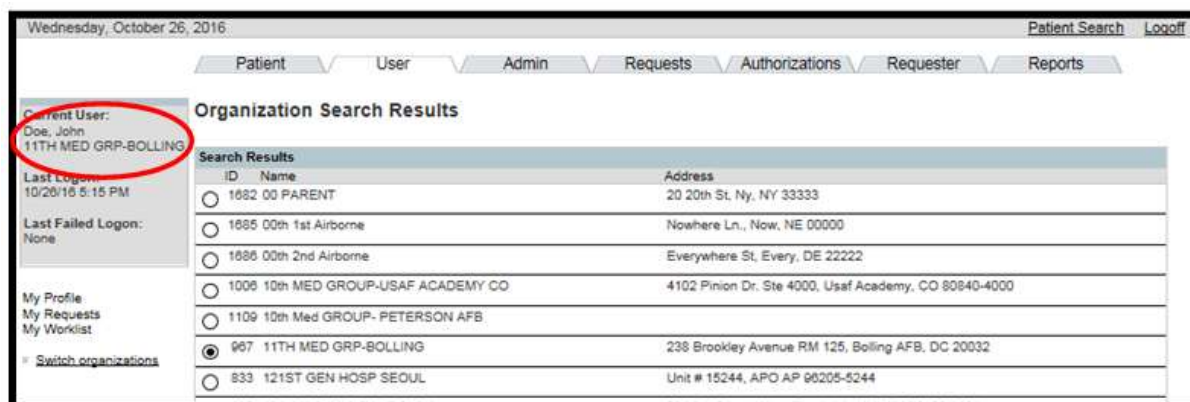 Wednesday, October 26, 2016 Patient Search Logoff
Patient User Admin Requests Authorizations Requester Reports
Current User:
Doe, John
11TH MED GRP-BOLLING
Last Logon:
10/26/16 5:15 PM
Last Failed Logon:
None
My Profile
My Requests
My Worklist
Switch organizations
Organization Search Results
Search Results
ID Name Address
1682 00 PARENT 20 20th St, Ny, NY 33333
1685 00th 1st Airborne Nowhere Ln., Now, NE 00000
1686 00th 2nd Airborne Everywhere St, Every, DE 22222
1006 10th MED GROUP-USAF ACADEMY CO 4102 Pinion Dr. Ste 4000, Usaf Academy, CO 80840-4000
1109 10th Med GROUP- PETERSON AFB
967 11TH MED GRP-BOLLING 238 Brookley Avenue RM 125, Bolling AFB, DC 20032
833 121ST GEN HOSP SEOUL Unit # 15244, APO AP 96205-5244